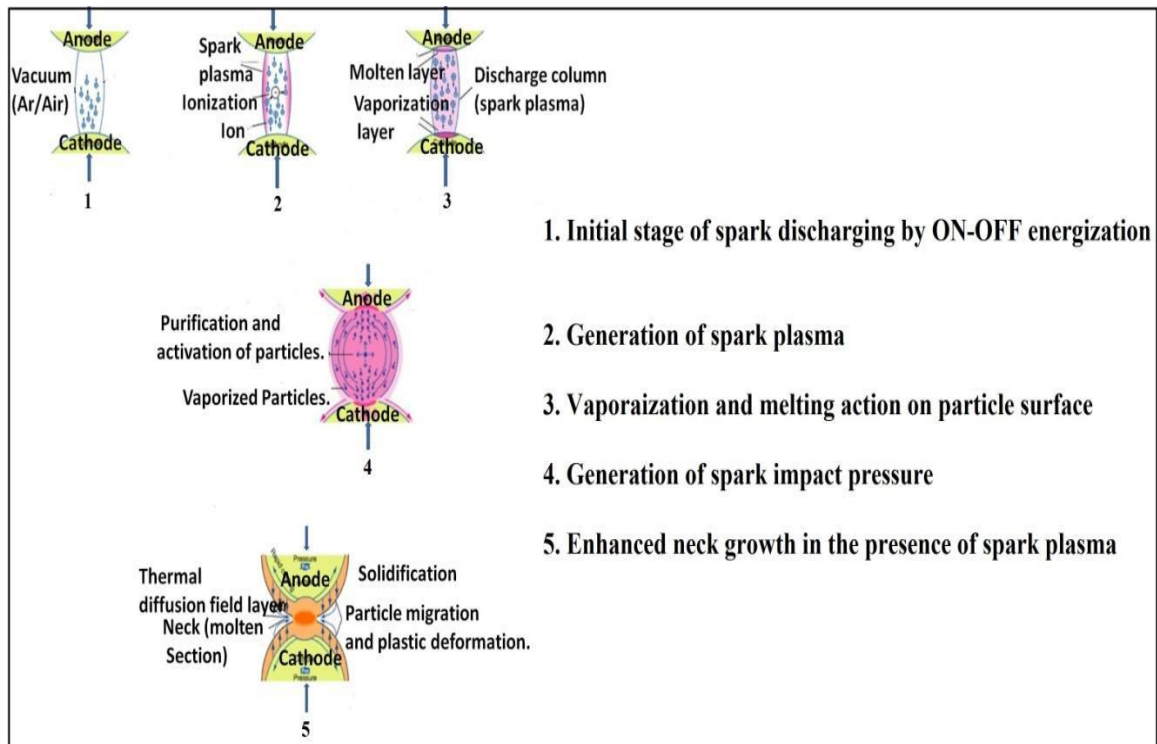 Anode
Vacuum
(Ar/Air)
Cathode
1
Spark
plasma
Ionization
Ion
Anode
Cathode
2
Anode
Molten layer
Vaporization
layer
Discharge column
(spark plasma)
Cathode
3
1. Initial stage of spark discharging by ON-OFF energization
Anode
Purification and
activation of particles.
Vaporized Particles.
Cathode
4
2. Generation of spark plasma
3. Vaporaization and melting action on particle surface
4. Generation of spark impact pressure
5. Enhanced neck growth in the presence of spark plasma
Pressure
Anode
Thermal
diffusion field layer
Neck (molten
Section)
Solidification
Particle migration
and plastic deformation.
Cathode
Pressure
5